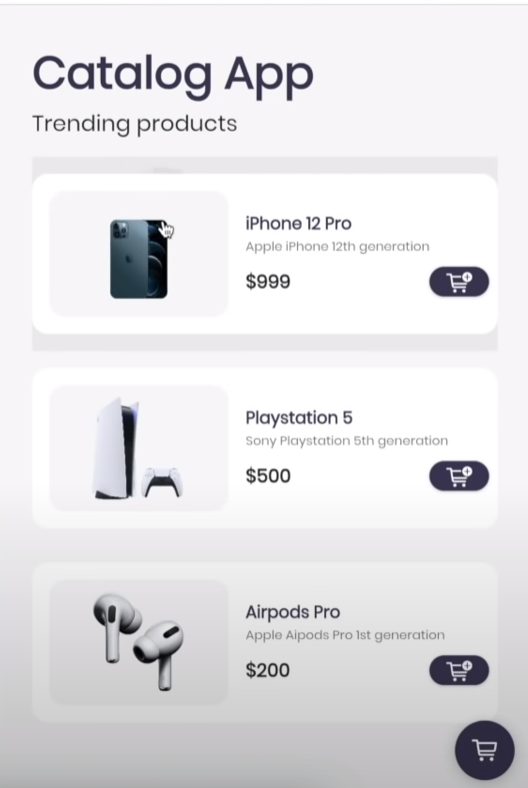 Catalog App
Trending products
iPhone 12 Pro
Apple iPhone 12th generation
$999
Playstation 5
Sony Playstation 5th generation
$500
Airpods Pro
Apple Aipods Pro 1st generation
$200